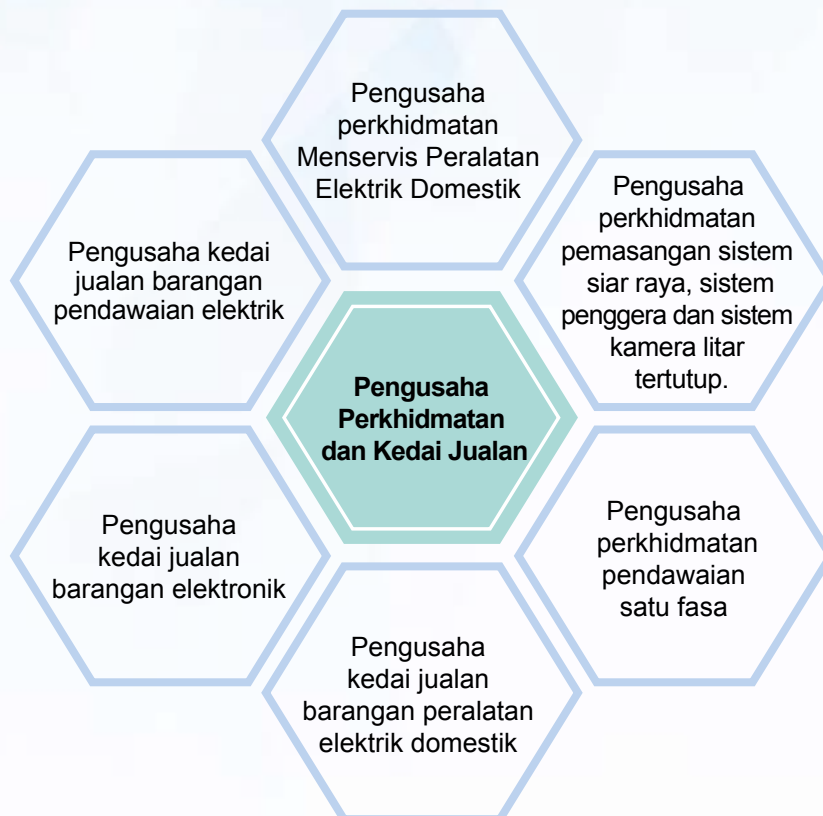 Pengusaha
perkhidmatan
Menservis Peralatan
Elektrik Domestik
Pengusaha
perkhidmatan
pemasangan sistem
siar raya, sistem
penggera dan sistem
kamera litar
tertutup.
Pengusaha kedai
jualan barangan
pendawaian elektrik
Pengusaha
Perkhidmatan
dan Kedai Jualan
Pengusaha
perkhidmatan
pendawaian
satu fasa
Pengusaha
kedai jualan
barangan elektronik
Pengusaha
kedai jualan
barangan peralatan
elektrik domestik